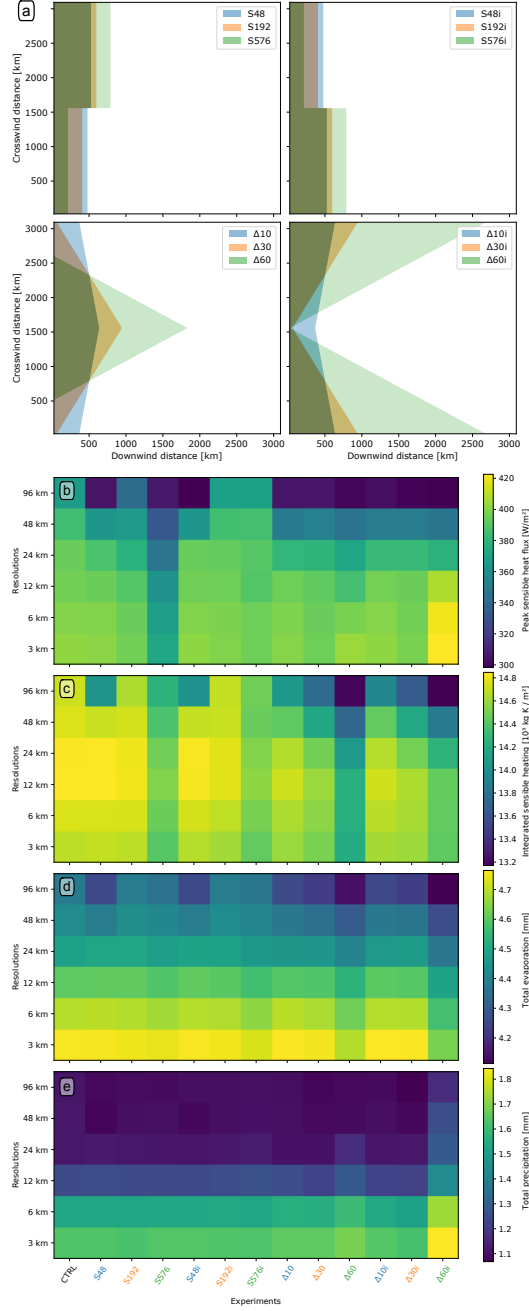 a
S48
S192
S576
S48i
S192i
S576i
Crosswind distance [km]
3000
2500
2000
1500
1000
500
Δ10
Δ30
Δ60
Δ10i
Δ30i
Δ60i
Crosswind distance [km]
3000
2500
2000
1500
1000
500
500 1000 1500 2000 2500 3000
500 1000 1500 2000 2500 3000
Downwind distance [km]
Downwind distance [km]
b
Resolutions
96 km
48 km
24 km
12 km
6 km
3 km
420
400
380
360
340
320
300
Peak sensible heat flux [W/m²]
c
Resolutions
96 km
48 km
24 km
12 km
6 km
3 km
14.8
14.6
14.4
14.2
14.0
13.8
13.6
13.4
13.2
Integrated sensible heating [10³ kg K / m²]
d
Resolutions
96 km
48 km
24 km
12 km
6 km
3 km
4.7
4.6
4.5
4.4
4.3
4.2
Total evaporation [mm]
e
Resolutions
96 km
48 km
24 km
12 km
6 km
3 km
1.8
1.7
1.6
1.5
1.4
1.3
1.2
1.1
Total precipitation [mm]
CTRL S48 S192 S576 S48i S192i S576i Δ10 Δ30 Δ60 Δ10i Δ30i Δ60i
Experiments